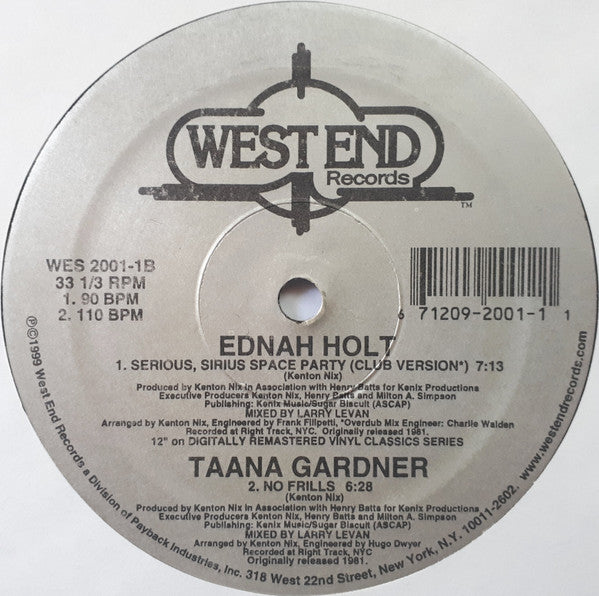 WEST END
Records
TM
WES 2001-1B
33 1/3 RPM
1. 90 BPM
2. 110 BPM
6 71209-2001-1 1
EDNAH HOLT
1. SERIOUS, SIRIUS SPACE PARTY (CLUB VERSION*) 7:13
(Kenton Nix)
Produced by Kenton Nix in Association with Henry Batts for Kenix Productions
Executive Producers Kenton Nix, Henry Batts and Milton A. Simpson
Publishing: Kenix Music/Sugar Biscuit (ASCAP)
MIXED BY LARRY LEVAN
Arranged by Kenton Nix, Engineered by Frank Filipetti, *Overdub Mix Engineer: Charlie Walden
Recorded at Right Track, NYC. Originally released 1981.
12" on DIGITALLY REMASTERED VINYL CLASSICS SERIES
TAANA GARDNER
2. NO FRILLS 6:28
(Kenton Nix)
Produced by Kenton Nix in Association with Henry Batts for Kenix Productions
Executive Producers Kenton Nix, Henry Batts and Milton A. Simpson
Publishing: Kenix Music/Sugar Biscuit (ASCAP)
MIXED BY LARRY LEVAN
Arranged by Kenton Nix, Engineered by Hugo Dwyer
Recorded at Right Track, NYC
Originally released 1981.
℗©1999 West End Records a Division of Payback Industries, Inc. 318 West 22nd Street, New York, N.Y. 10011-2602. www.westendrecords.com